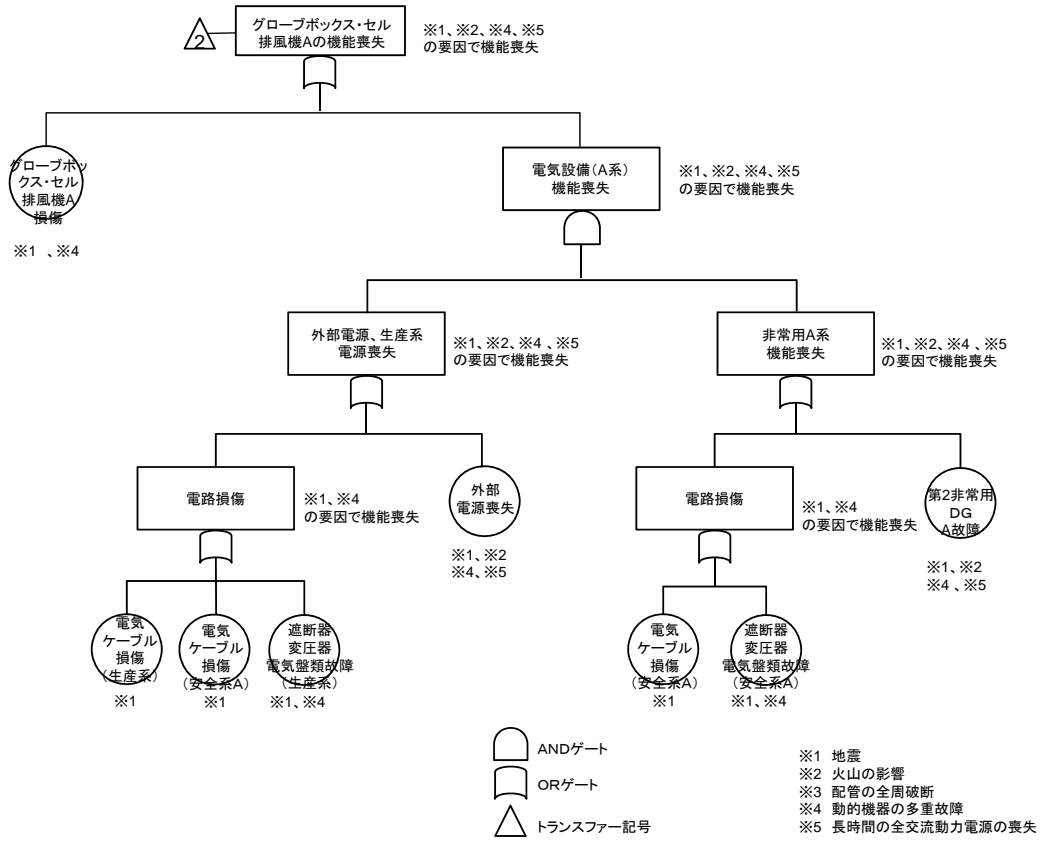 グローブボックス・セル
排風機Aの機能喪失
※1、※2、※4、※5
の要因で機能喪失
2
グローブボッ
クス・セル
排風機A
損傷
※1 、※4
電気設備(A系)
機能喪失
※1、※2、※4、※5
の要因で機能喪失
外部電源、生産系
電源喪失
※1、※2、※4 、※5
の要因で機能喪失
非常用A系
機能喪失
※1、※2、※4 、※5
の要因で機能喪失
電路損傷
※1、※4
の要因で機能喪失
外部
電源喪失
※1、※2
※4、※5
電路損傷
※1、※4
の要因で機能喪失
第2非常用
DG
A故障
※1、※2
※4 、※5
電気
ケーブル
損傷
(生産系)
※1
電気
ケーブル
損傷
(安全系A)
※1
遮断器
変圧器
電気盤類故障
(生産系)
※1、※4
電気
ケーブル
損傷
(安全系A)
※1
遮断器
変圧器
電気盤類故障
(安全系A)
※1、※4
ANDゲート
ORゲート
トランスファー記号
※1 地震
※2 火山の影響
※3 配管の全周破断
※4 動的機器の多重故障
※5 長時間の全交流動力電源の喪失